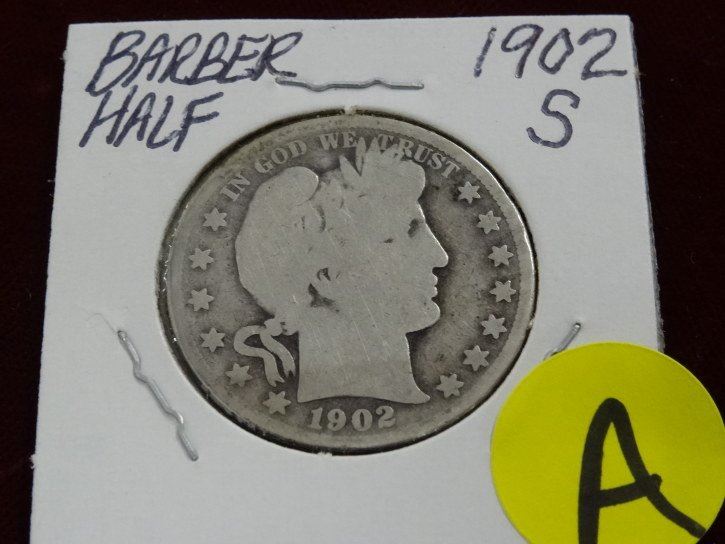 BARBER 1902
HALF S
IN GOD WE TRUST
1902
A